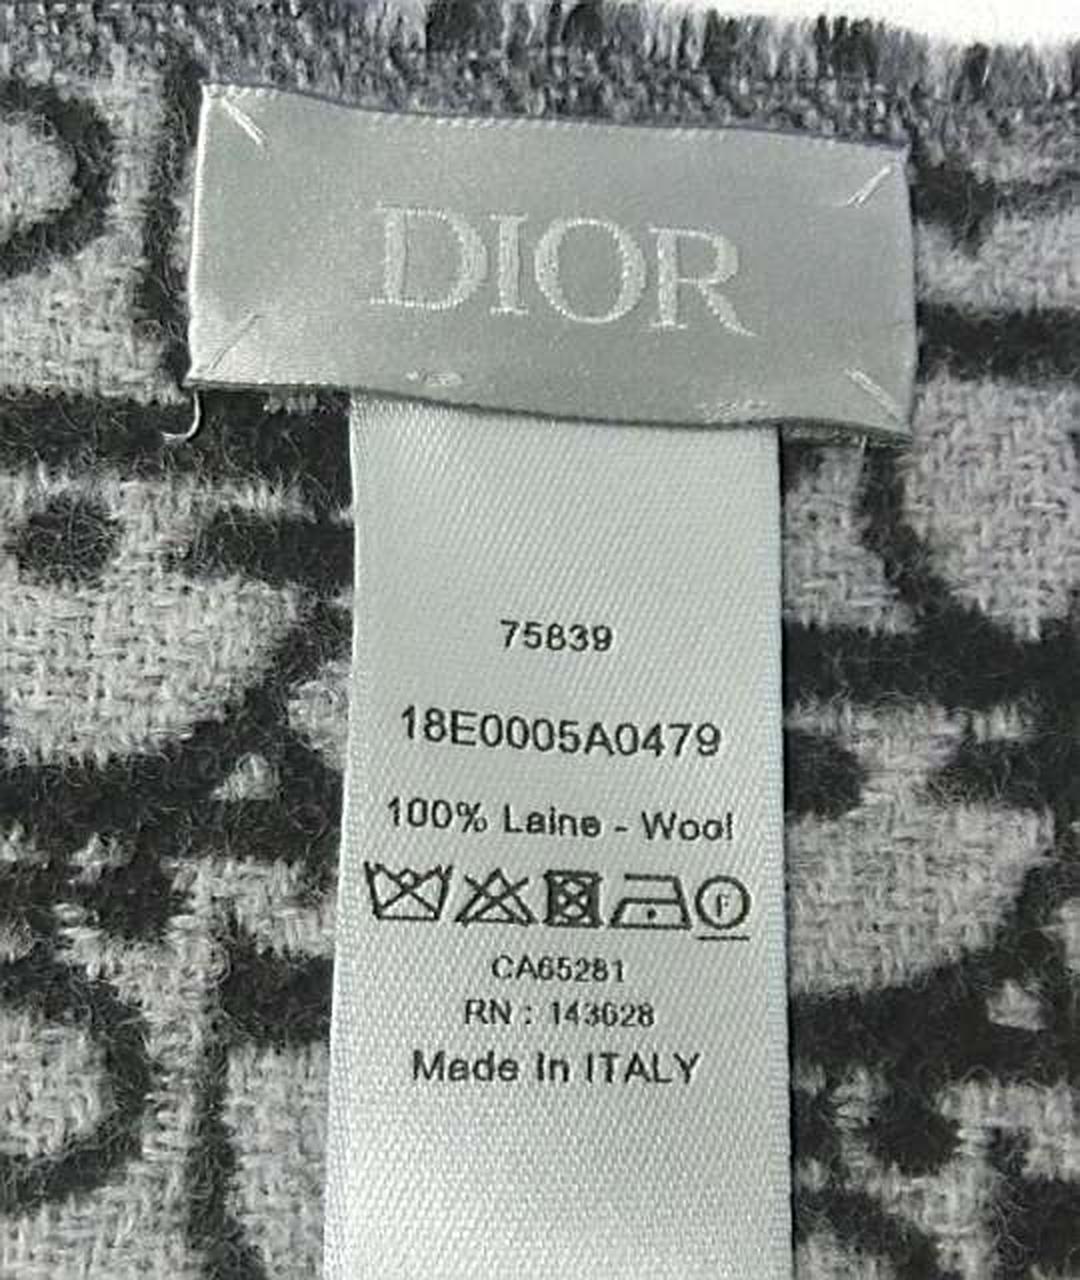 DIOR
75839
18E0005A0479
100% Laine - Wool
F
CA65281
RN : 143628
Made In ITALY